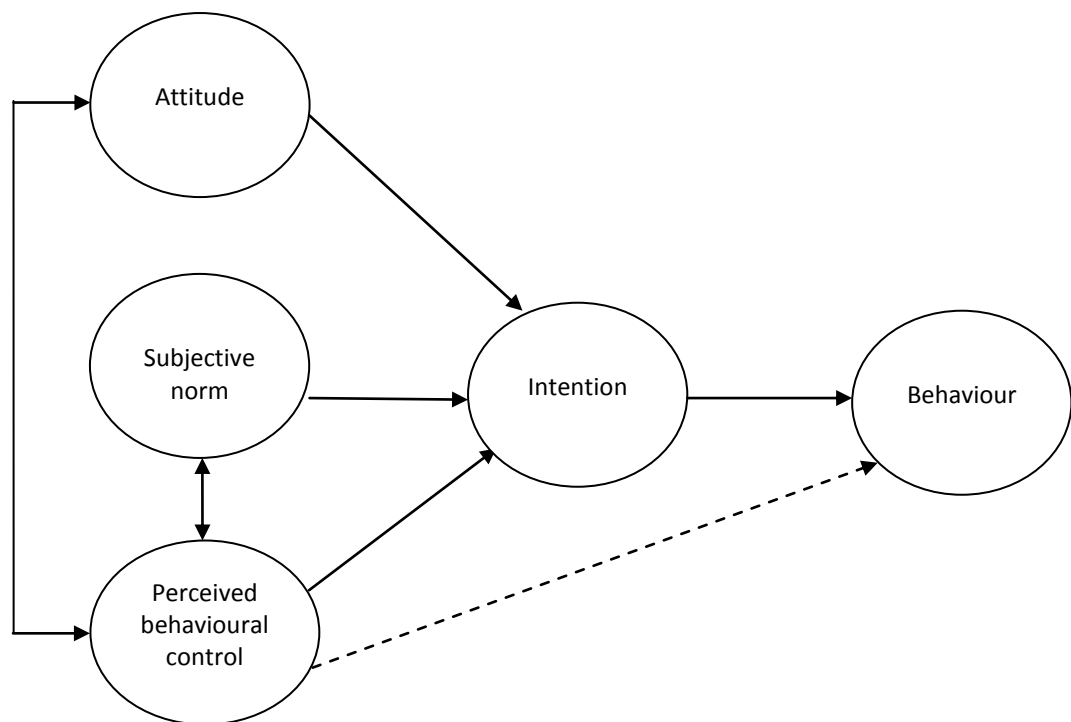 Attitude
Subjective
norm
Intention
Behaviour
Perceived
behavioural
control